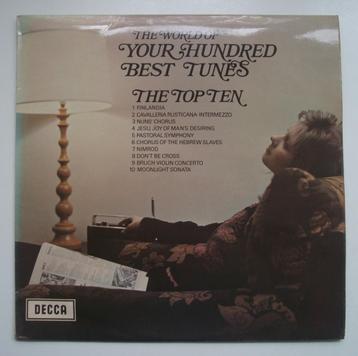 THE WORLD OF
YOUR HUNDRED
BEST TUNES
THE TOP TEN
1 FINLANDIA
2 CAVALLERIA RUSTICANA INTERMEZZO
3 NUNS' CHORUS
4 JESU, JOY OF MAN'S DESIRING
5 PASTORAL SYMPHONY
6 CHORUS OF THE HEBREW SLAVES
7 NIMROD
8 DON'T BE CROSS
9 BRUCH VIOLIN CONCERTO
10 MOONLIGHT SONATA
DECCA